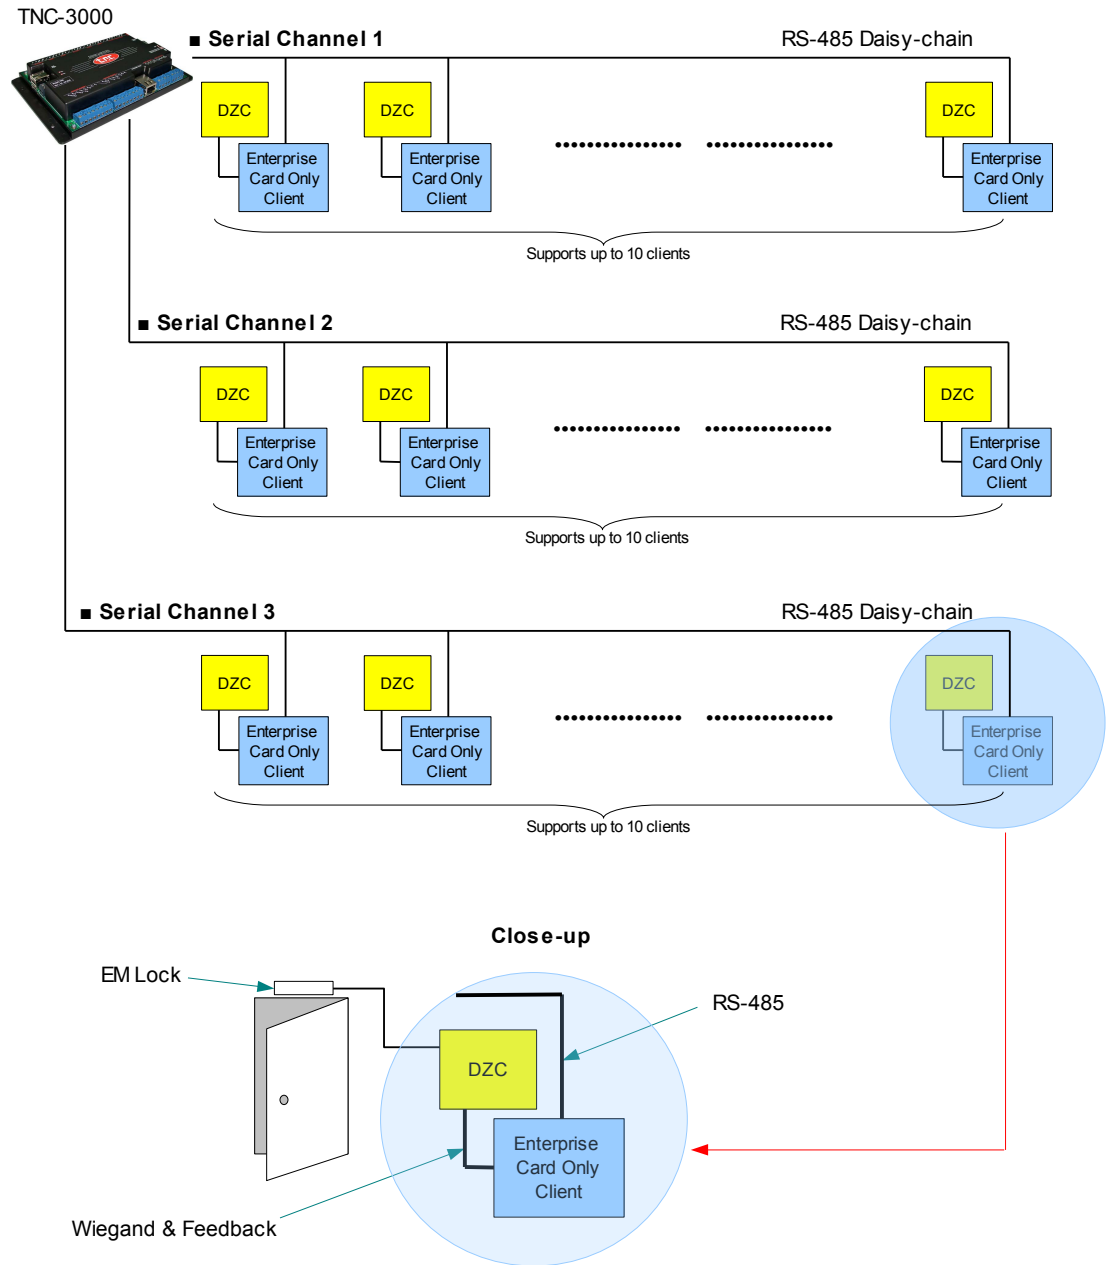 TNC-3000
■ Serial Channel 1
RS-485 Daisy-chain
DZC
DZC
DZC
Enterprise
Card Only
Client
Enterprise
Card Only
Client
Enterprise
Card Only
Client
Supports up to 10 clients
■ Serial Channel 2
RS-485 Daisy-chain
DZC
DZC
DZC
Enterprise
Card Only
Client
Enterprise
Card Only
Client
Enterprise
Card Only
Client
Supports up to 10 clients
■ Serial Channel 3
RS-485 Daisy-chain
DZC
DZC
DZC
Enterprise
Card Only
Client
Enterprise
Card Only
Client
Enterprise
Card Only
Client
Supports up to 10 clients
Close-up
EM Lock
RS-485
DZC
Enterprise
Card Only
Client
Wiegand & Feedback